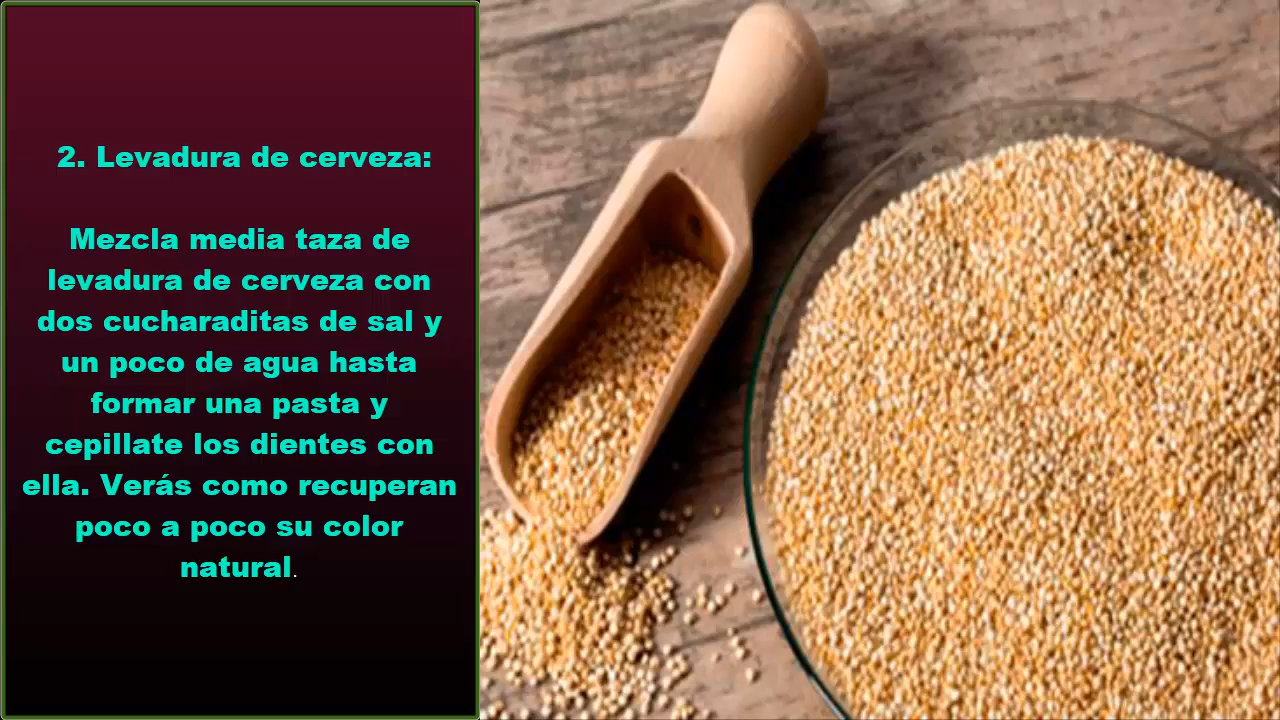 2. Levadura de cerveza:
Mezcla media taza de
levadura de cerveza con
dos cucharaditas de sal y
un poco de agua hasta
formar una pasta y
cepillate los dientes con
ella. Verás como recuperan
poco a poco su color
natural.